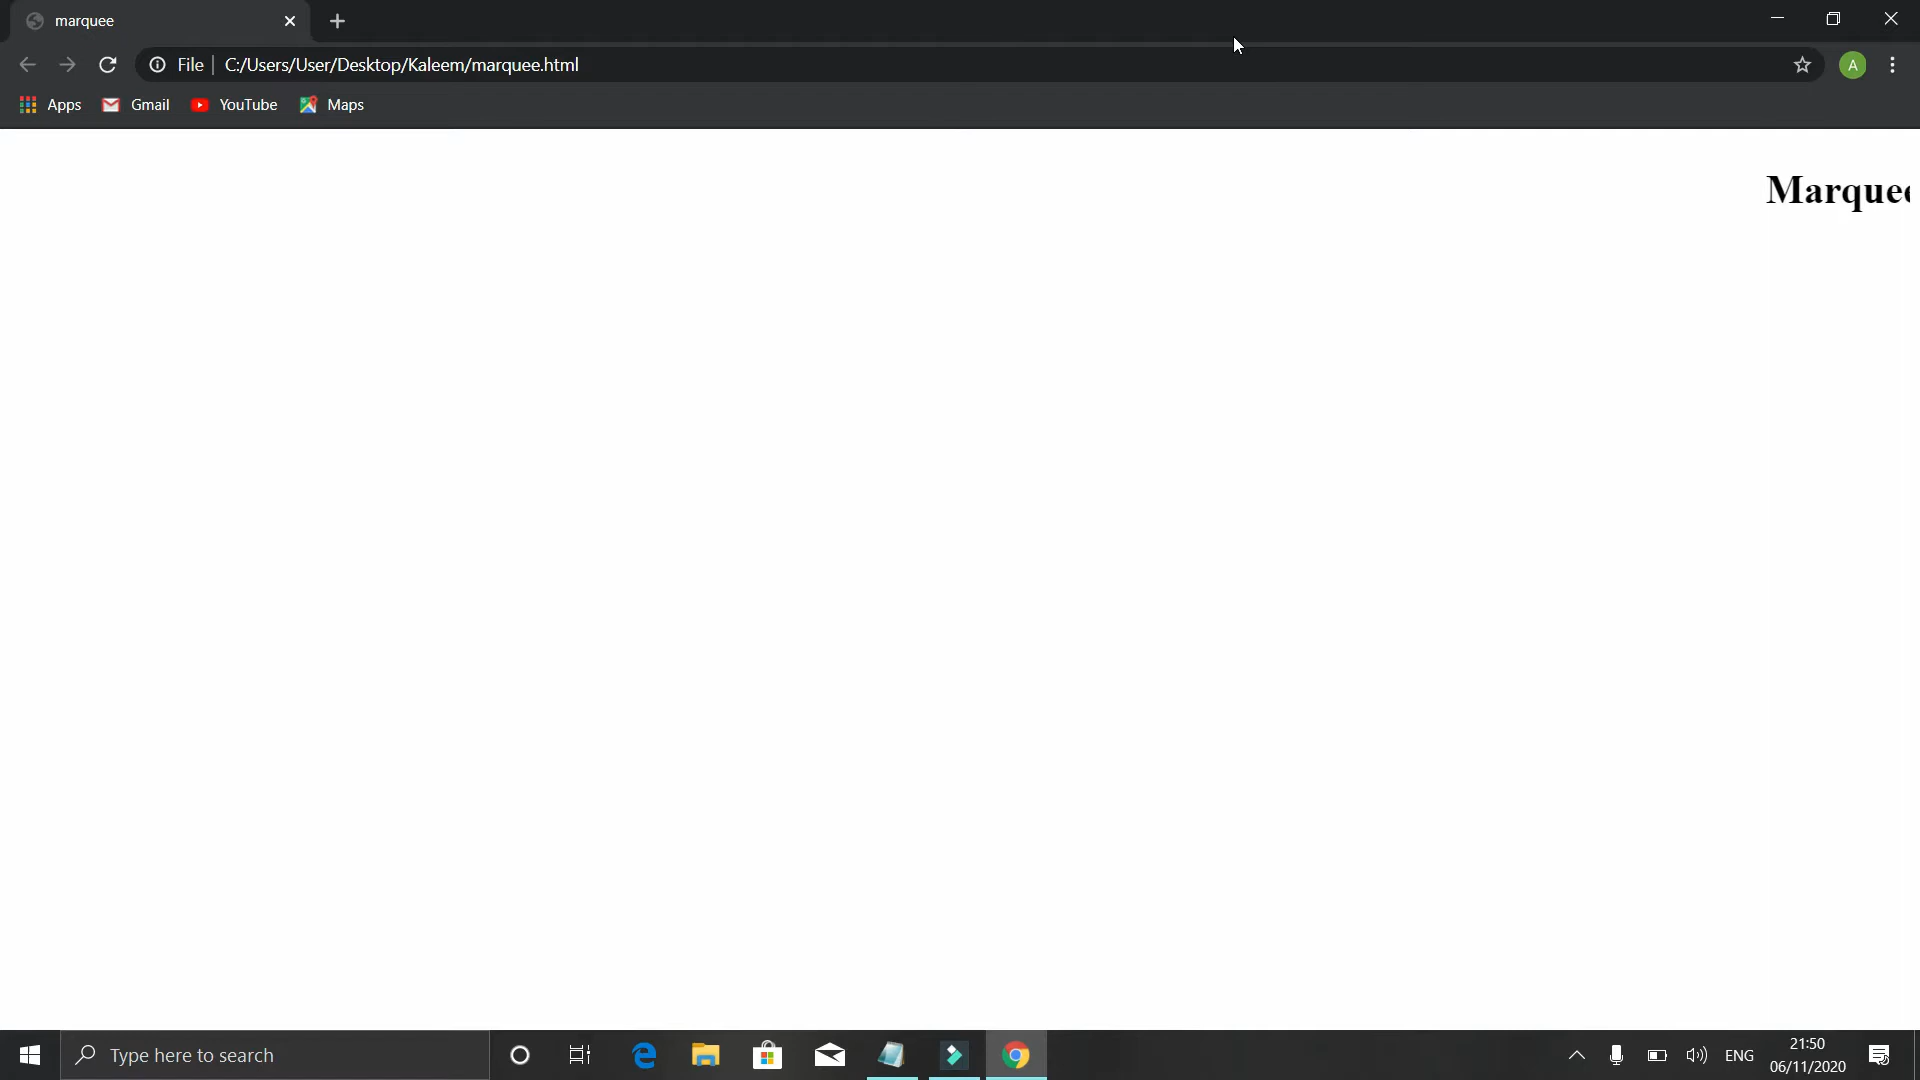 marquee
File
C:/Users/User/Desktop/Kaleem/marquee.html
A
Apps
Gmail
YouTube
Maps
Marquee
Type here to search
ENG
21:50
06/11/2020